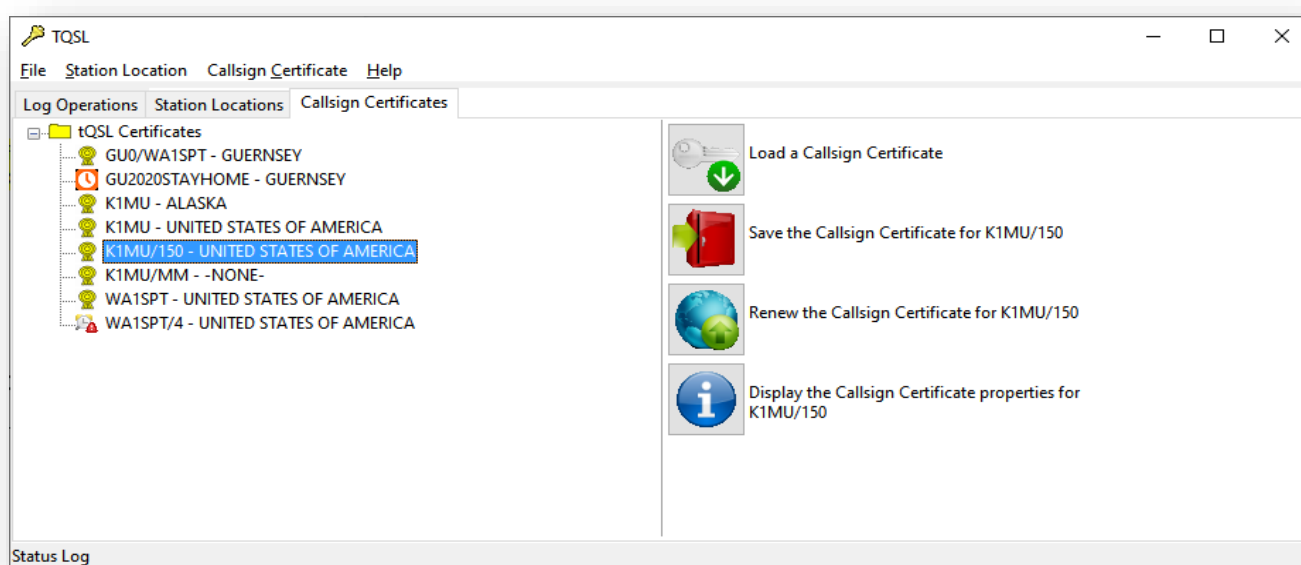 TQSL
File Station Location Callsign Certificate Help
Log Operations Station Locations Callsign Certificates
tQSL Certificates
GU0/WA1SPT - GUERNSEY
GU2020STAYHOME - GUERNSEY
K1MU - ALASKA
K1MU - UNITED STATES OF AMERICA
K1MU/150 - UNITED STATES OF AMERICA
K1MU/MM - -NONE-
WA1SPT - UNITED STATES OF AMERICA
WA1SPT/4 - UNITED STATES OF AMERICA
Load a Callsign Certificate
Save the Callsign Certificate for K1MU/150
Renew the Callsign Certificate for K1MU/150
Display the Callsign Certificate properties for
K1MU/150
Status Log